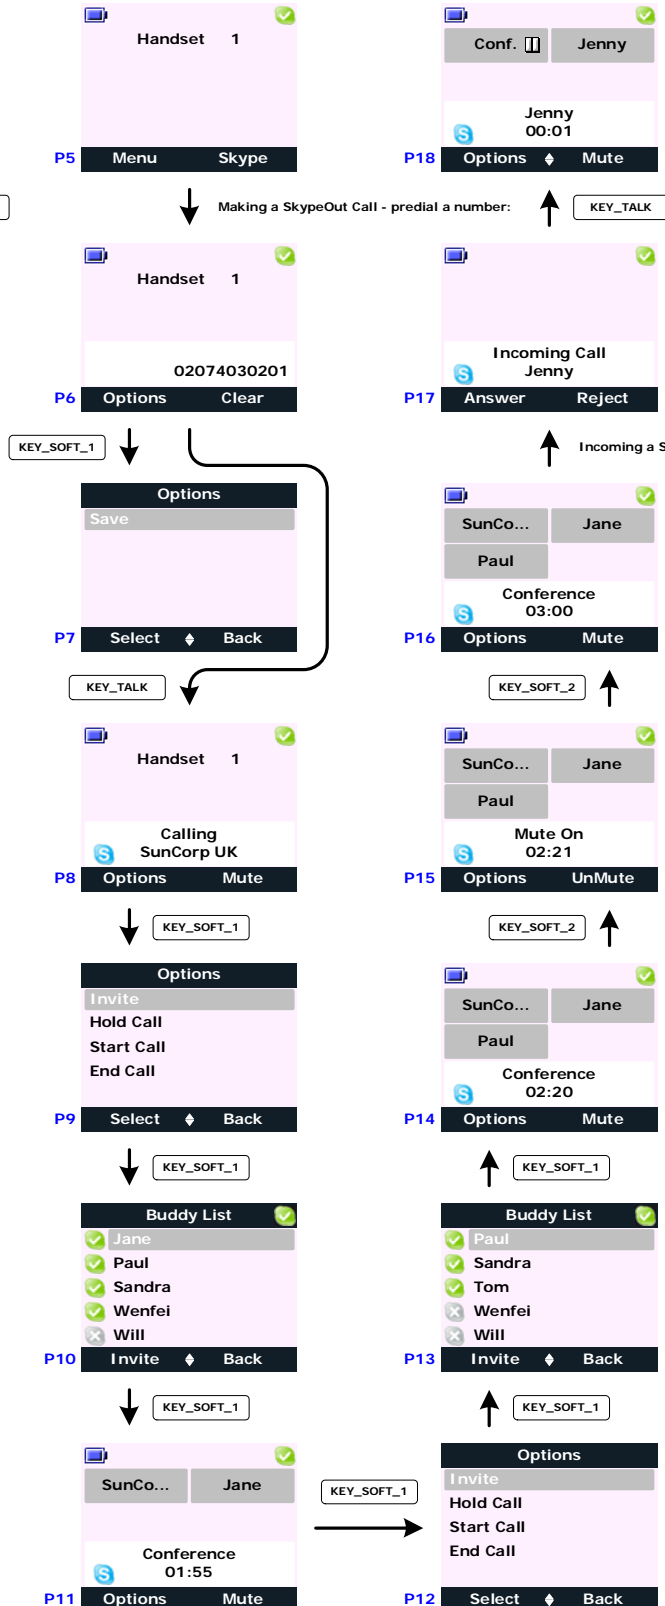 Handset 1
P5 Menu Skype
Making a SkypeOut Call - predial a number:
Handset 1
02074030201
P6 Options Clear
KEY_SOFT_1
Options
Save
P7 Select Back
KEY_TALK
Handset 1
Calling
SunCorp UK
P8 Options Mute
KEY_SOFT_1
Options
Invite
Hold Call
Start Call
End Call
P9 Select Back
KEY_SOFT_1
Buddy List
Jane
Paul
Sandra
Wenfei
Will
P10 Invite Back
KEY_SOFT_1
SunCo... Jane
Conference
01:55
P11 Options Mute
KEY_SOFT_1
Options
Invite
Hold Call
Start Call
End Call
P12 Select Back
KEY_SOFT_1
Buddy List
Paul
Sandra
Tom
Wenfei
Will
P13 Invite Back
KEY_SOFT_1
SunCo... Jane
Paul
Conference
02:20
P14 Options Mute
KEY_SOFT_2
SunCo... Jane
Paul
Mute On
02:21
P15 Options UnMute
KEY_SOFT_2
SunCo... Jane
Paul
Conference
03:00
P16 Options Mute
Incoming a S
Incoming Call
Jenny
P17 Answer Reject
KEY_TALK
Conf. Jenny
Jenny
00:01
P18 Options Mute